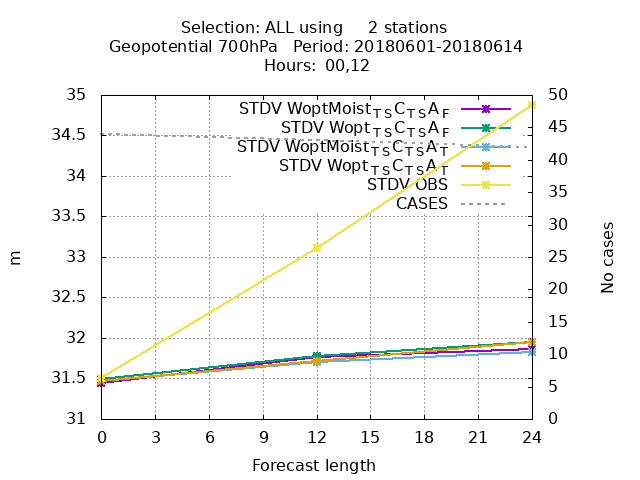 Selection: ALL using 2 stations
Geopotential 700hPa Period: 20180601-20180614
Hours: 00,12
35
34.5
34
33.5
33
32.5
32
31.5
31
m
50
45
40
35
30
25
20
15
10
5
0
No cases
STDV WoptMoist_TS C_TS A_F
STDV Wopt_TS C_TS A_F
STDV WoptMoist_TS C_TS A_T
STDV Wopt_TS C_TS A_T
STDV OBS
CASES
0 3 6 9 12 15 18 21 24
Forecast length